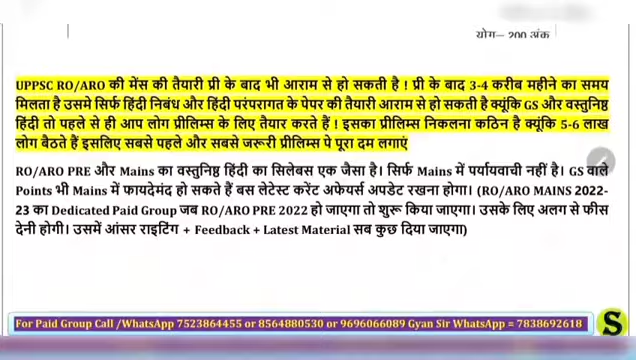 योग– 200 अंक
UPPSC RO/ARO की मेंस की तैयारी प्री के बाद भी आराम से हो सकती है ! प्री के बाद 3-4 करीब महीने का समय
मिलता है उसमे सिर्फ हिंदी निबंध और हिंदी परंपरागत के पेपर की तैयारी आराम से हो सकती है क्यूंकि GS और वस्तुनिष्ठ
हिंदी तो पहले से ही आप लोग प्रीलिम्स के लिए तैयार करते हैं ! इसका प्रीलिम्स निकलना कठिन है क्यूंकि 5-6 लाख
लोग बैठते हैं इसलिए सबसे पहले और सबसे जरूरी प्रीलिम्स पे पूरा दम लगाएं
RO/ARO PRE और Mains का वस्तुनिष्ठ हिंदी का सिलेबस एक जैसा है। सिर्फ Mains में पर्यायवाची नहीं है। GS वाले
Points भी Mains में फायदेमंद हो सकते हैं बस लेटेस्ट करेंट अफेयर्स अपडेट रखना होगा। (RO/ARO MAINS 2022-
23 का Dedicated Paid Group जब RO/ARO PRE 2022 हो जाएगा तो शुरू किया जाएगा। उसके लिए अलग से फीस
देनी होगी। उसमें आंसर राइटिंग + Feedback + Latest Material सब कुछ दिया जाएगा)
For Paid Group Call /WhatsApp 7523864455 or 8564880530 or 9696066089 Gyan Sir WhatsApp = 7838692618
S